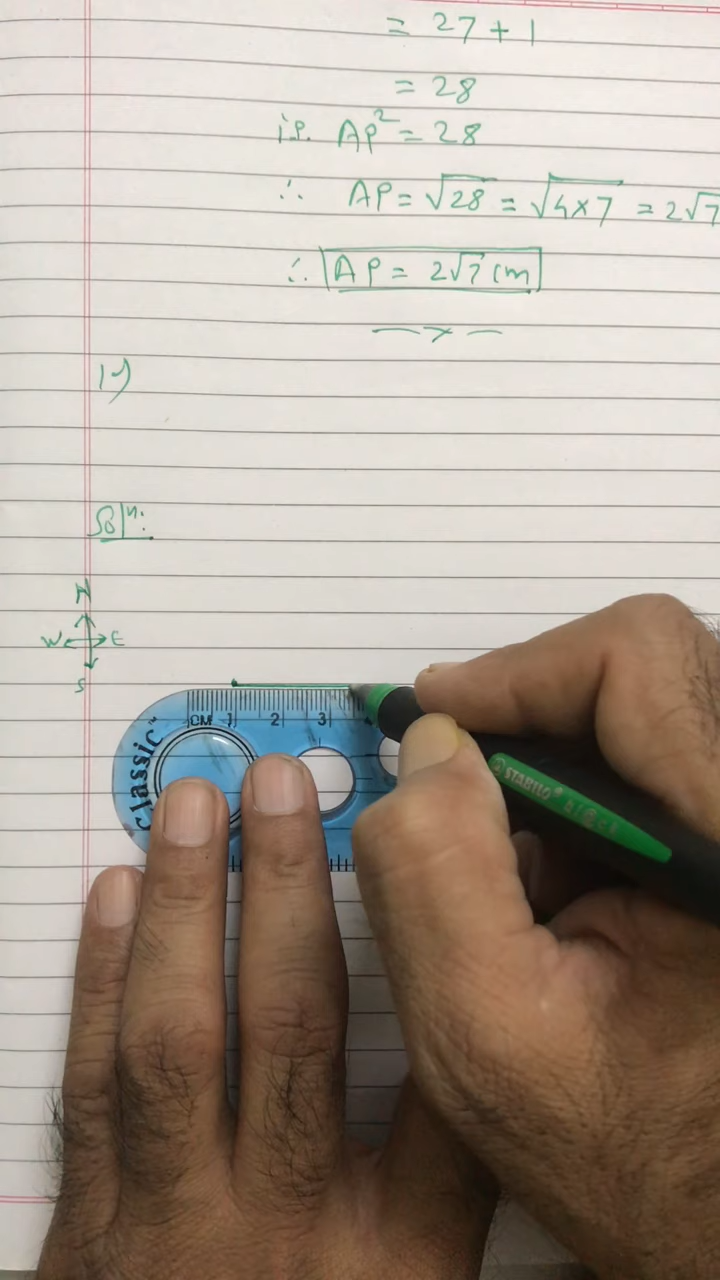 = 27 + 1
= 28
i.e. AP² = 28
∴ AP = √28 = √4×7 = 2√7
∴ AP = 2√7 cm
Solⁿ:
N
W E
S
CM 1 2 3
classic
STABILO